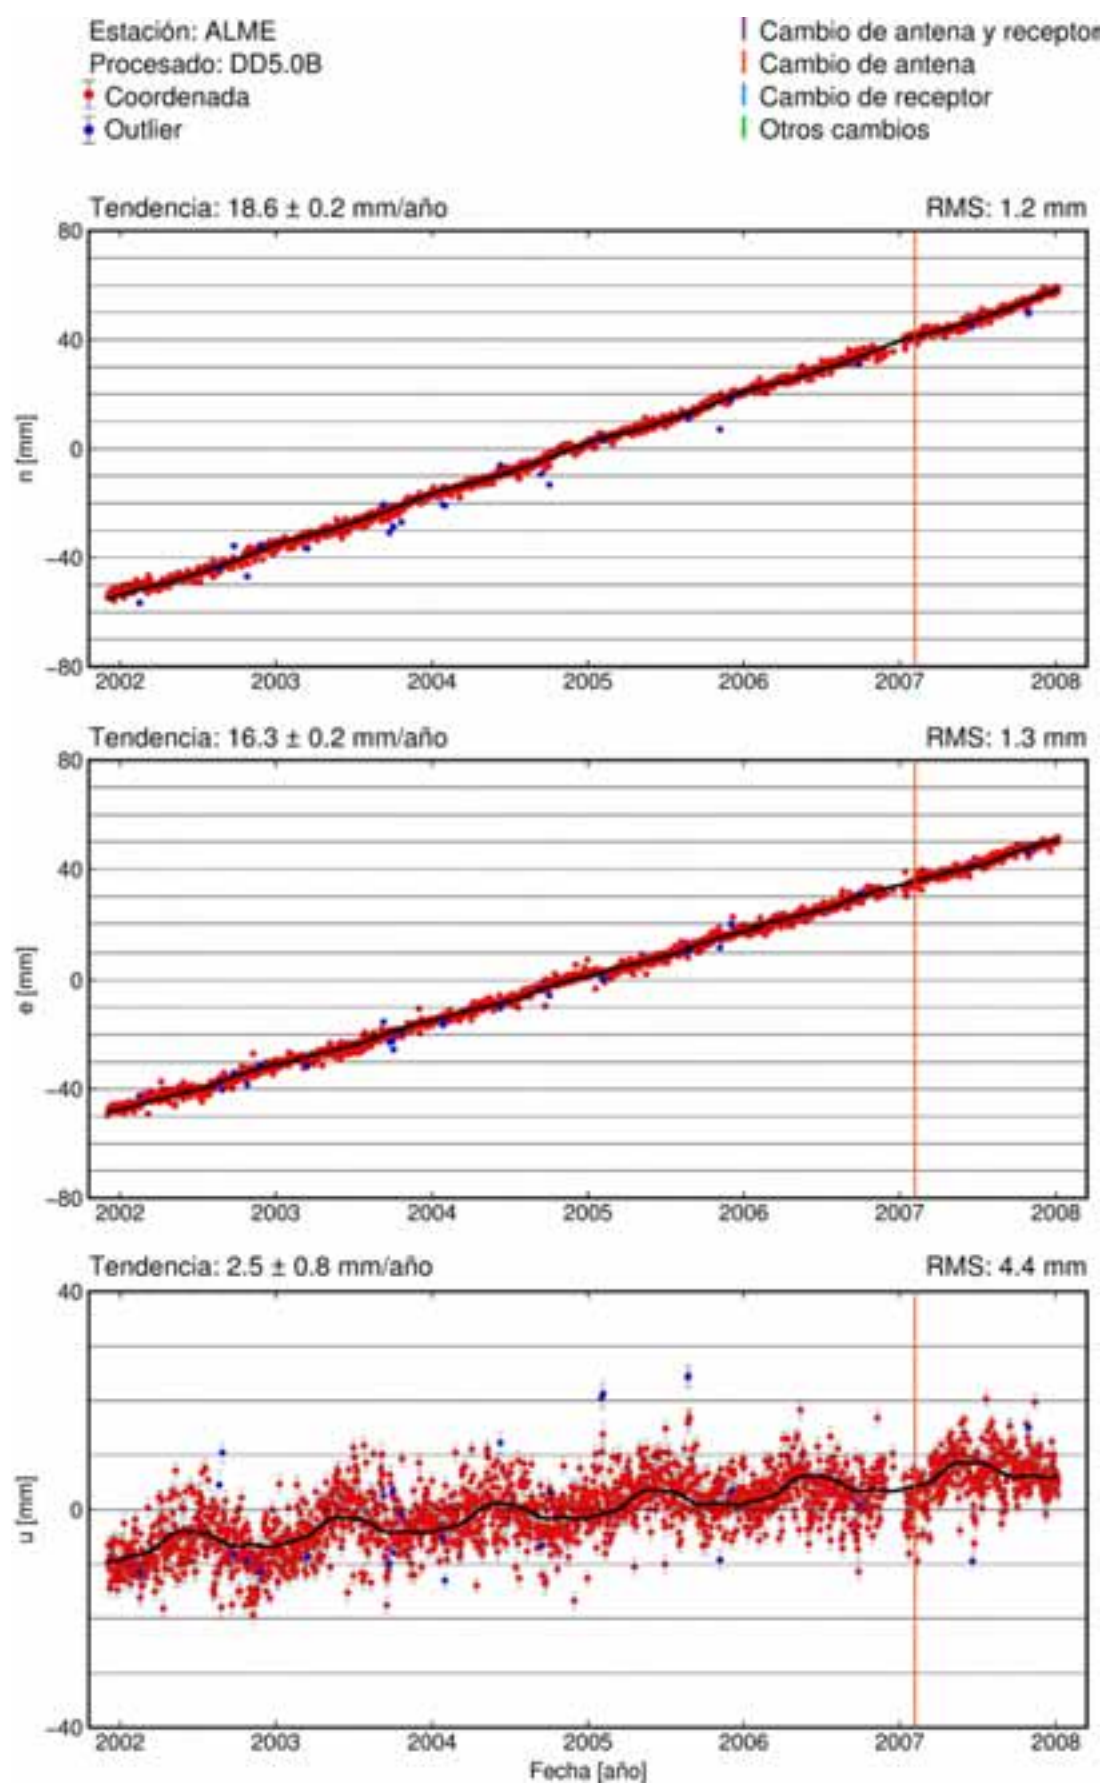 Estación: ALME
Procesado: DD5.0B
Coordenada
Outlier
Cambio de antena y receptor
Cambio de antena
Cambio de receptor
Otros cambios
Tendencia: 18.6 ± 0.2 mm/año
RMS: 1.2 mm
80
40
0
−40
−80
n [mm]
2002 2003 2004 2005 2006 2007 2008
Tendencia: 16.3 ± 0.2 mm/año
RMS: 1.3 mm
80
40
0
−40
−80
e [mm]
2002 2003 2004 2005 2006 2007 2008
Tendencia: 2.5 ± 0.8 mm/año
RMS: 4.4 mm
40
0
−40
u [mm]
2002 2003 2004 2005 2006 2007 2008
Fecha [año]